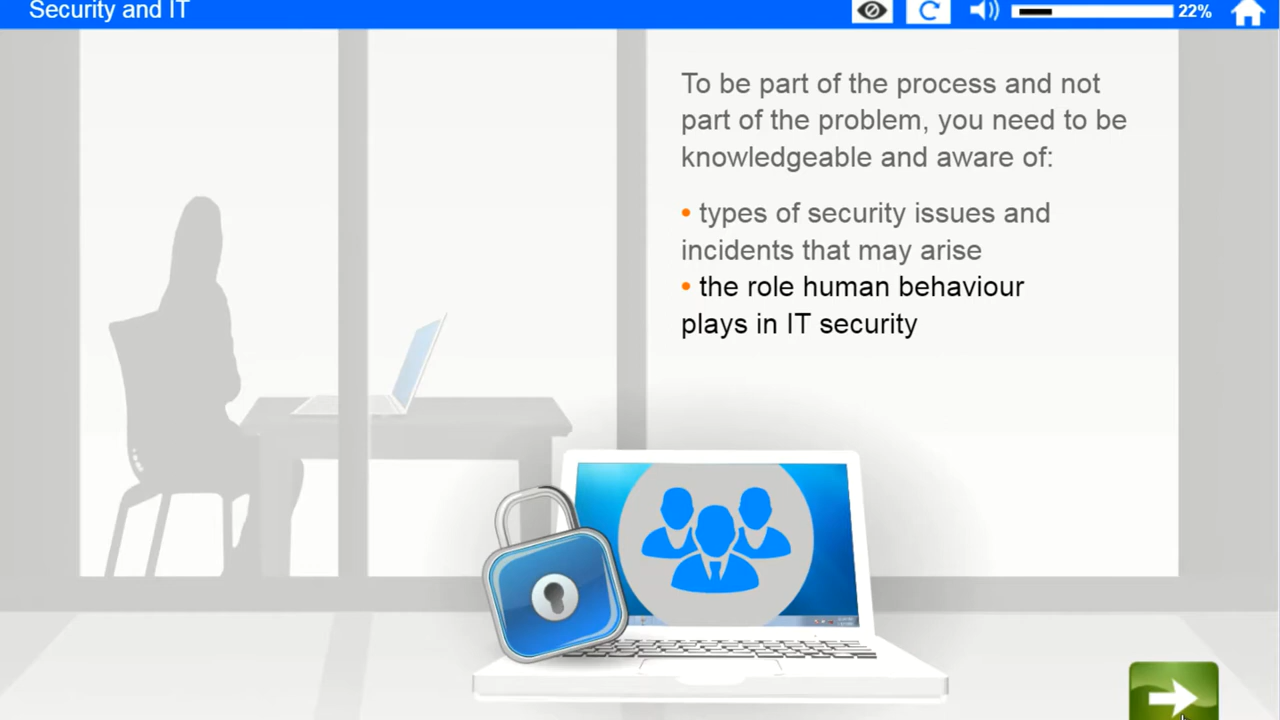 Security and IT
22%
To be part of the process and not
part of the problem, you need to be
knowledgeable and aware of:
• types of security issues and
incidents that may arise
• the role human behaviour
plays in IT security